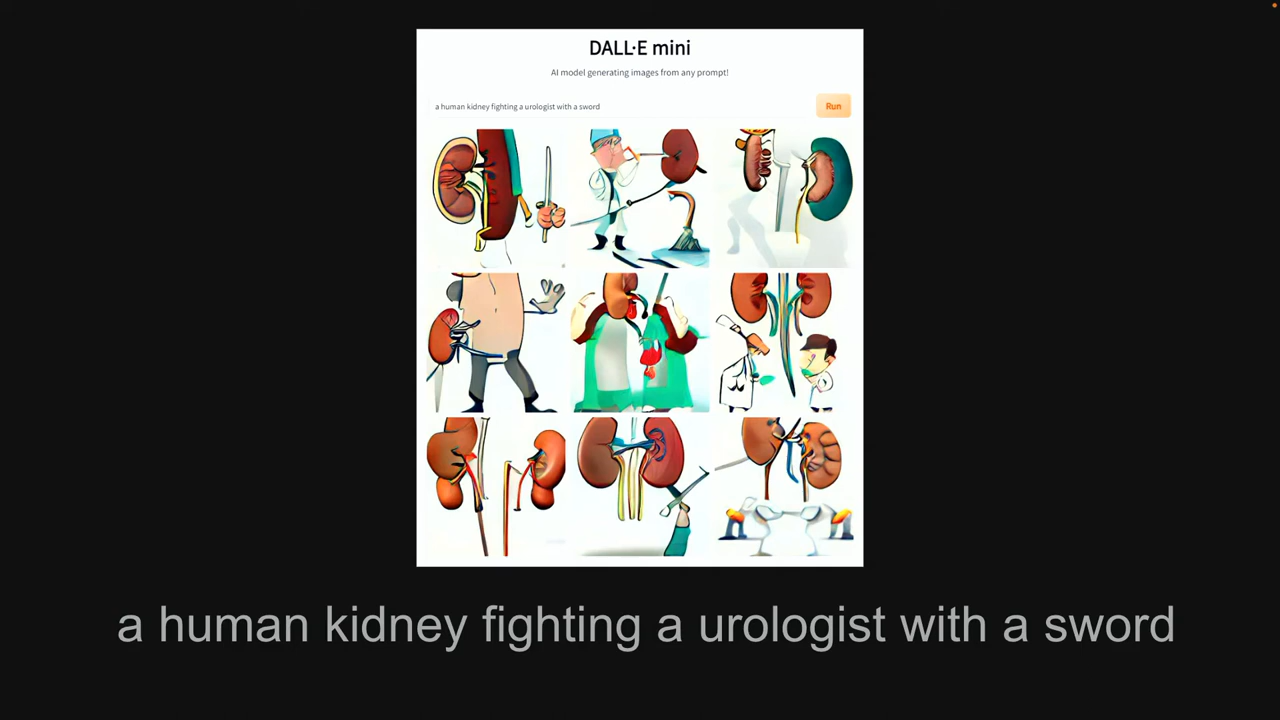 DALL·E mini
AI model generating images from any prompt!
a human kidney fighting a urologist with a sword
Run
a human kidney fighting a urologist with a sword